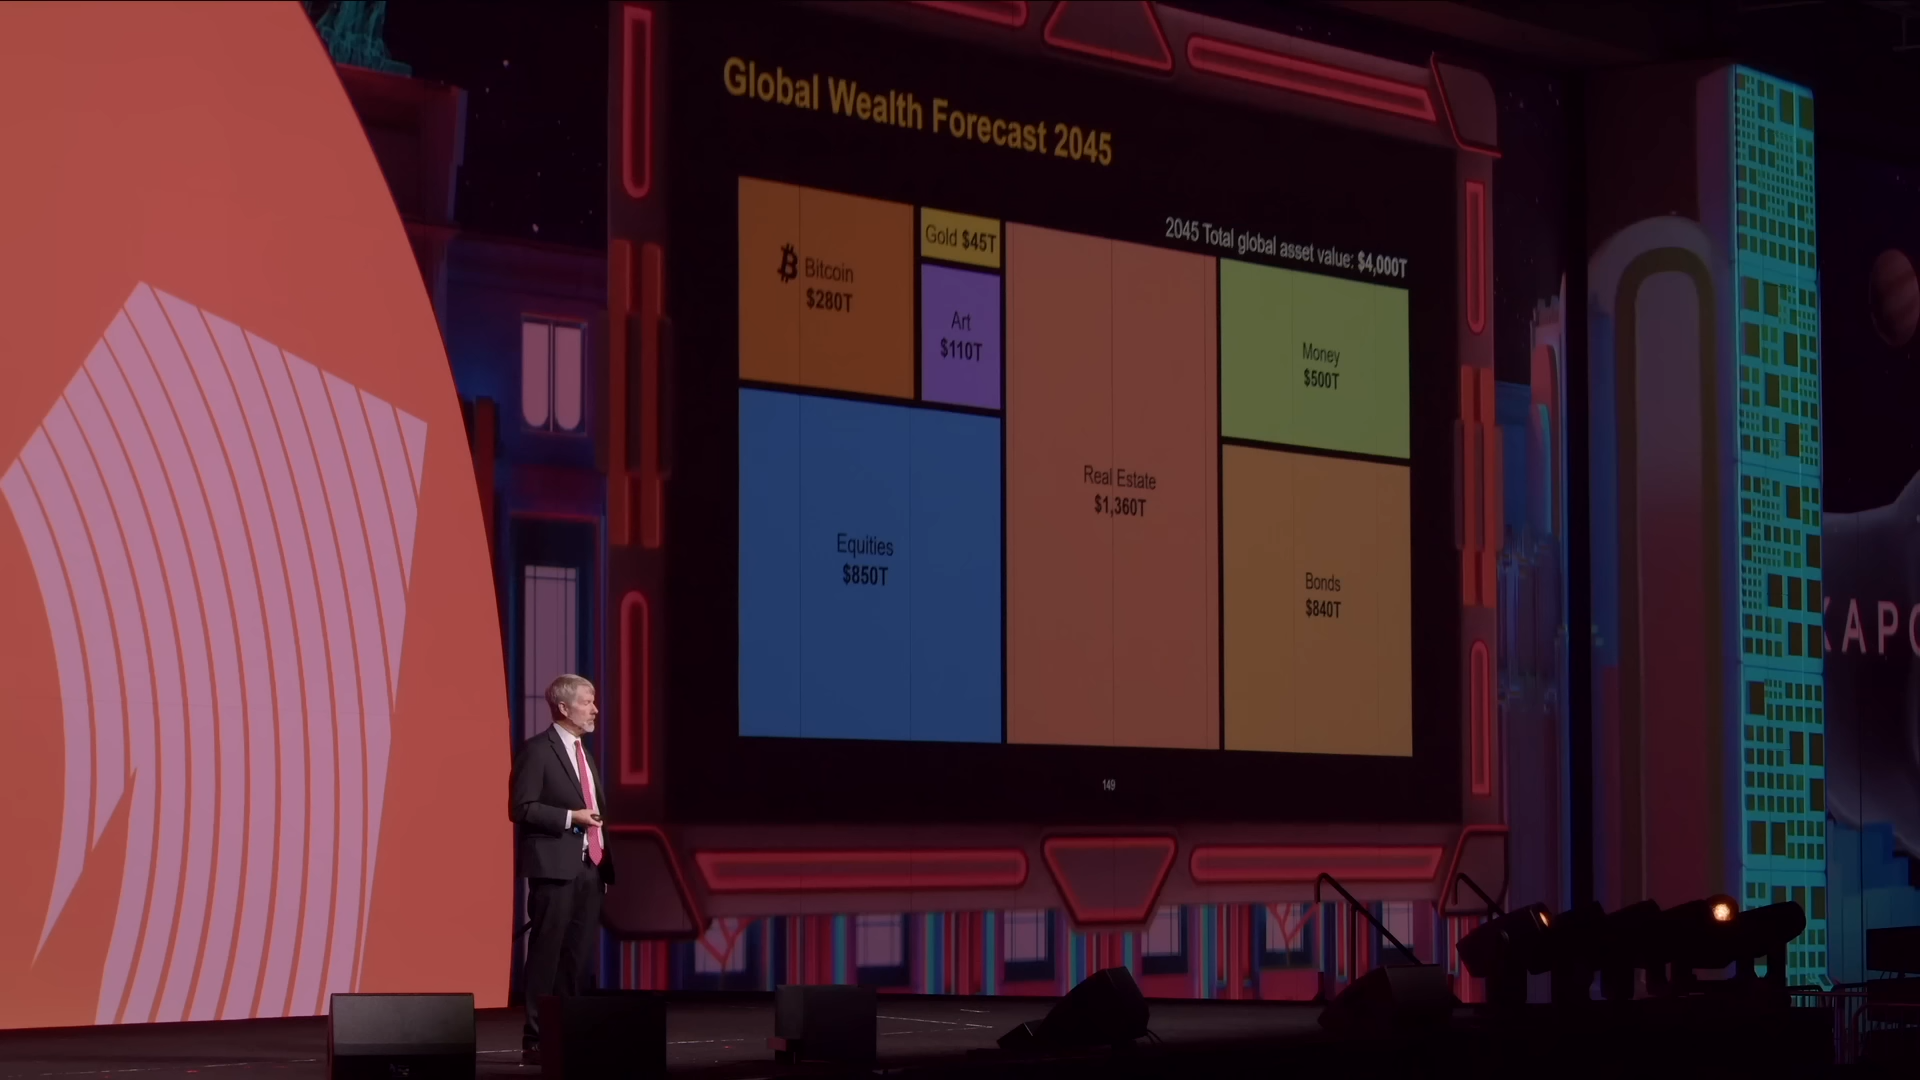 Global Wealth Forecast 2045
2045 Total global asset value: $4,000T
Bitcoin
$280T
Gold $45T
Art
$110T
Equities
$850T
Real Estate
$1,360T
Money
$500T
Bonds
$840T
149
KAPO